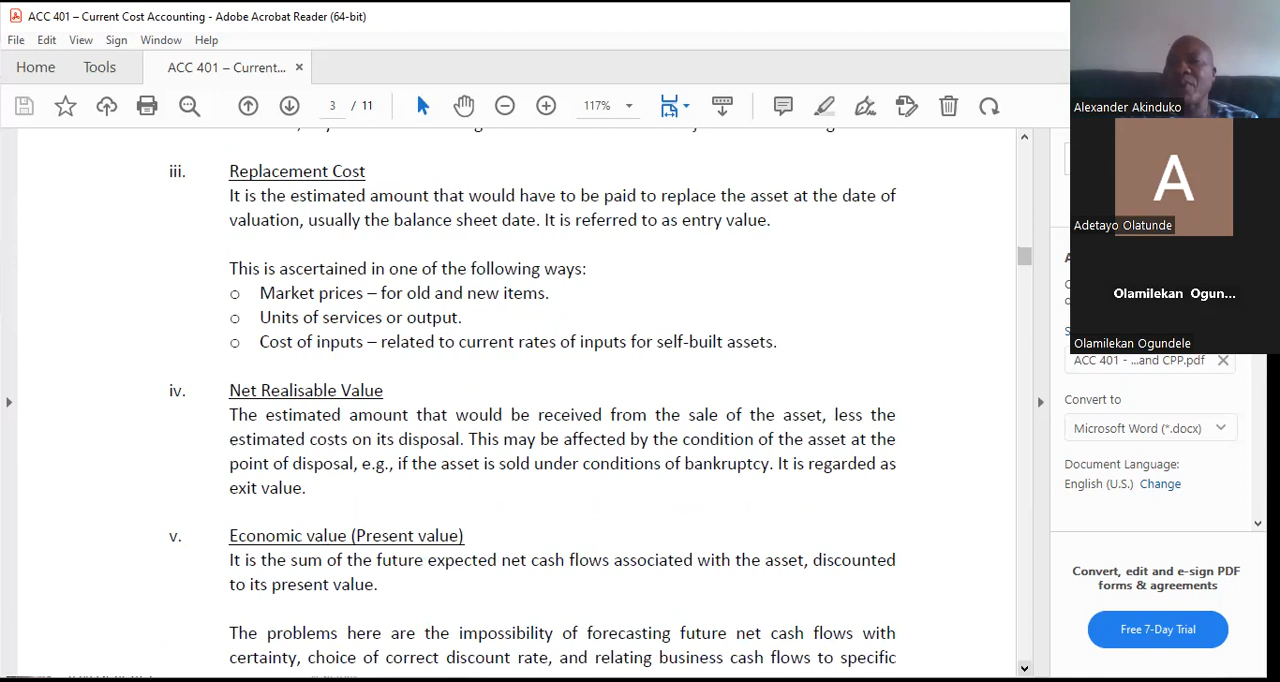 ACC 401 – Current Cost Accounting - Adobe Acrobat Reader (64-bit)
File Edit View Sign Window Help
Home Tools ACC 401 – Current... ×
3 / 11 117%
iii. Replacement Cost
It is the estimated amount that would have to be paid to replace the asset at the date of
valuation, usually the balance sheet date. It is referred to as entry value.
This is ascertained in one of the following ways:
o Market prices – for old and new items.
o Units of services or output.
o Cost of inputs – related to current rates of inputs for self-built assets.
iv. Net Realisable Value
The estimated amount that would be received from the sale of the asset, less the
estimated costs on its disposal. This may be affected by the condition of the asset at the
point of disposal, e.g., if the asset is sold under conditions of bankruptcy. It is regarded as
exit value.
v. Economic value (Present value)
It is the sum of the future expected net cash flows associated with the asset, discounted
to its present value.
The problems here are the impossibility of forecasting future net cash flows with
certainty, choice of correct discount rate, and relating business cash flows to specific
Alexander Akinduko
A
Adetayo Olatunde
Olamilekan Ogun...
Olamilekan Ogundele
ACC 401 - ...and CPP.pdf
Convert to
Microsoft Word (*.docx)
Document Language:
English (U.S.) Change
Convert, edit and e-sign PDF
forms & agreements
Free 7-Day Trial